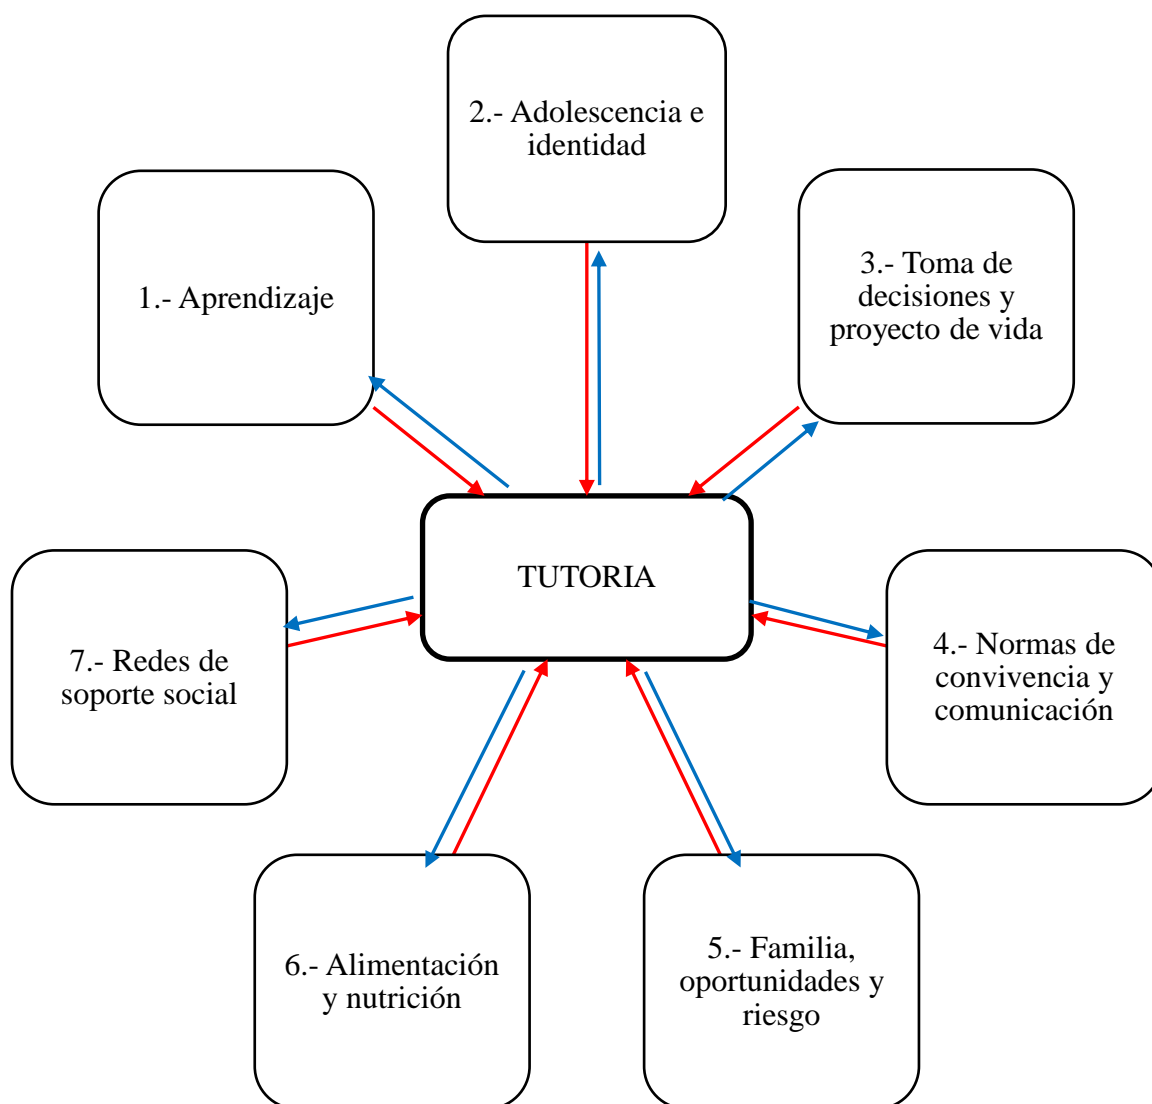 1.- Aprendizaje
2.- Adolescencia e
identidad
3.- Toma de
decisiones y
proyecto de vida
TUTORIA
4.- Normas de
convivencia y
comunicación
5.- Familia,
oportunidades y
riesgo
6.- Alimentación
y nutrición
7.- Redes de
soporte social